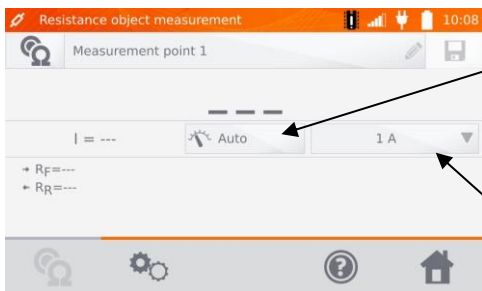 Resistance object measurement 10:08
Measurement point 1
---
I = --- Auto 1 A
→ RF=---
← RR=---